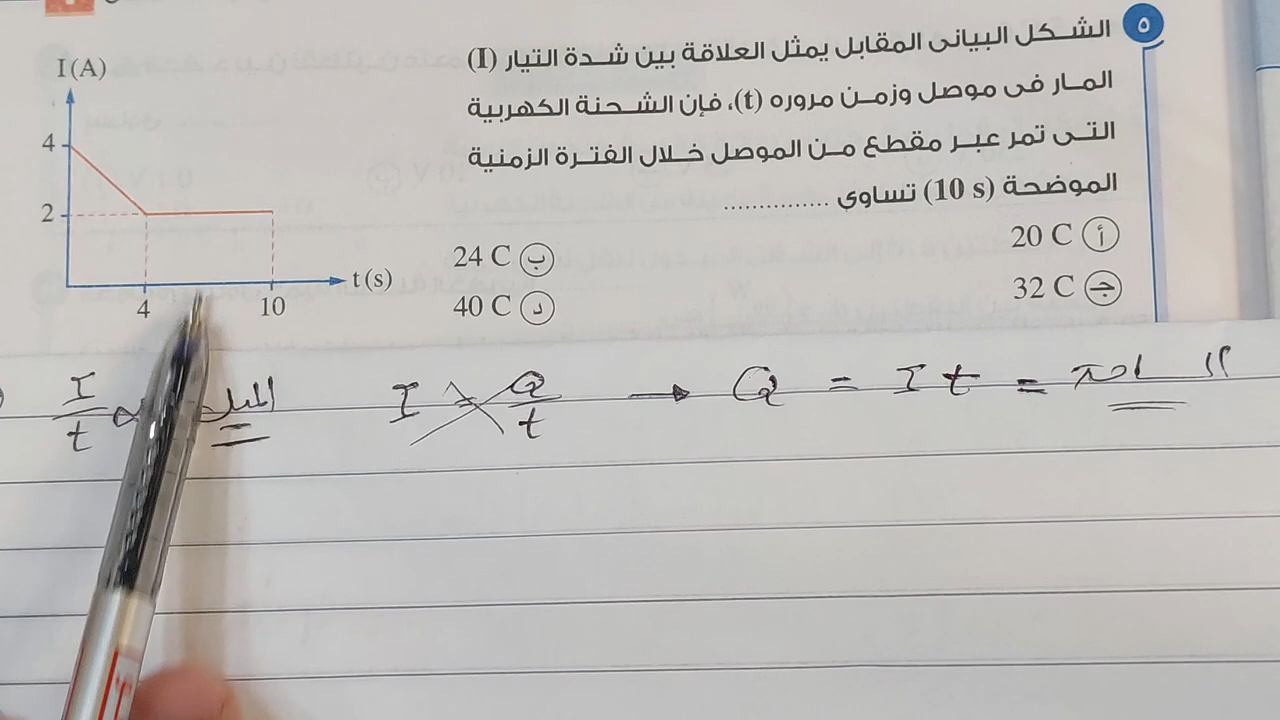 ٥ الشكل البيانى المقابل يمثل العلاقة بين شدة التيار (I)
المار فى موصل وزمن مروره (t)، فإن الشحنة الكهربية
التى تمر عبر مقطع من الموصل خلال الفترة الزمنية
الموضحة (10 s) تساوى ...............
أ 20 C
ب 24 C
ج 32 C
د 40 C
I (A)
4
2
t (s)
4 10
I/t الميل
I = Q/t → Q = I t = المساحة